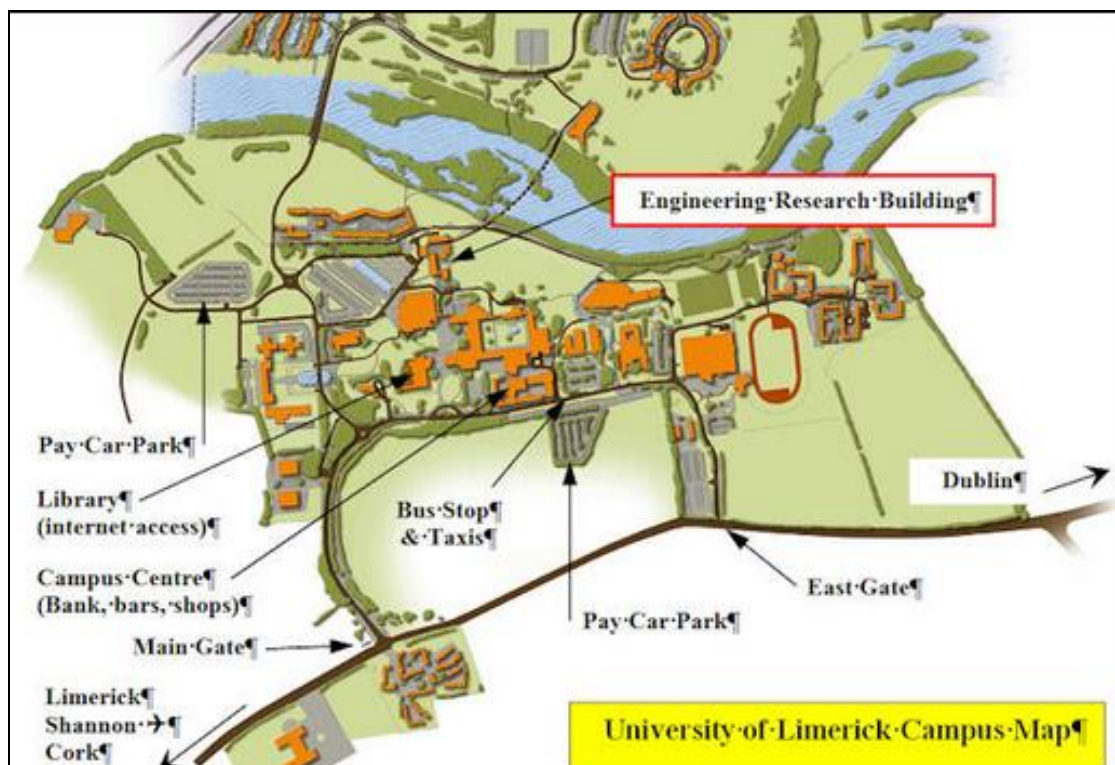 Engineering·Research·Building¶
Pay·Car·Park¶
Library¶
(internet·access)¶
Campus·Centre¶
(Bank,·bars,·shops)¶
Main·Gate¶
Limerick¶
Shannon·✈¶
Cork¶
Bus·Stop¶
&·Taxis¶
Pay·Car·Park¶
East·Gate¶
Dublin¶
University·of·Limerick·Campus·Map¶